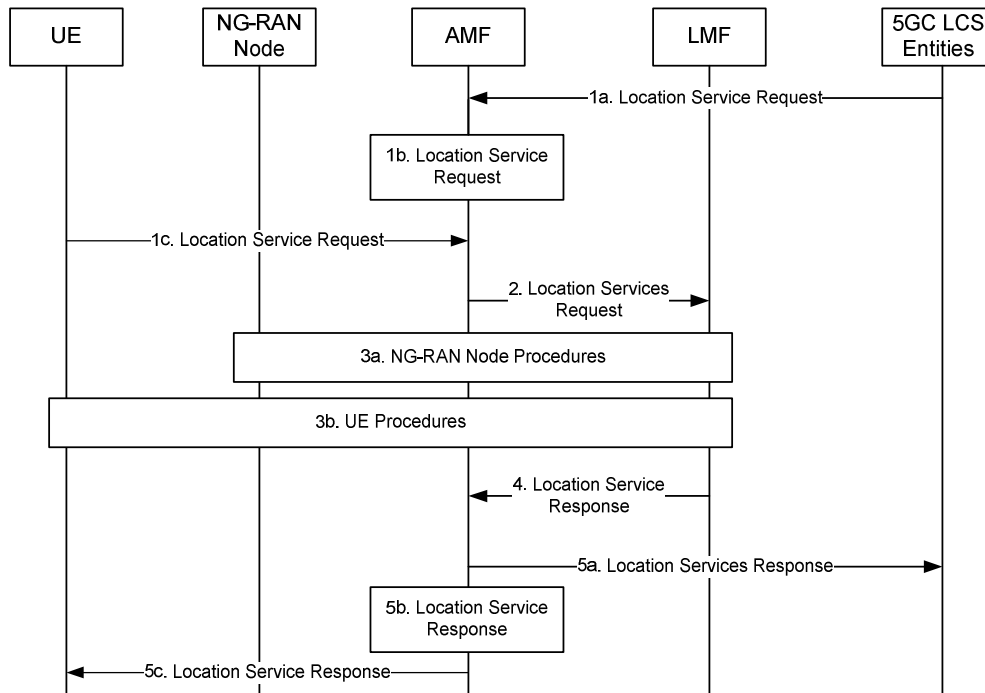 UE
NG-RAN
Node
AMF
LMF
5GC LCS
Entities
1a. Location Service Request
1b. Location Service
Request
1c. Location Service Request
2. Location Services
Request
3a. NG-RAN Node Procedures
3b. UE Procedures
4. Location Service
Response
5a. Location Services Response
5b. Location Service
Response
5c. Location Service Response